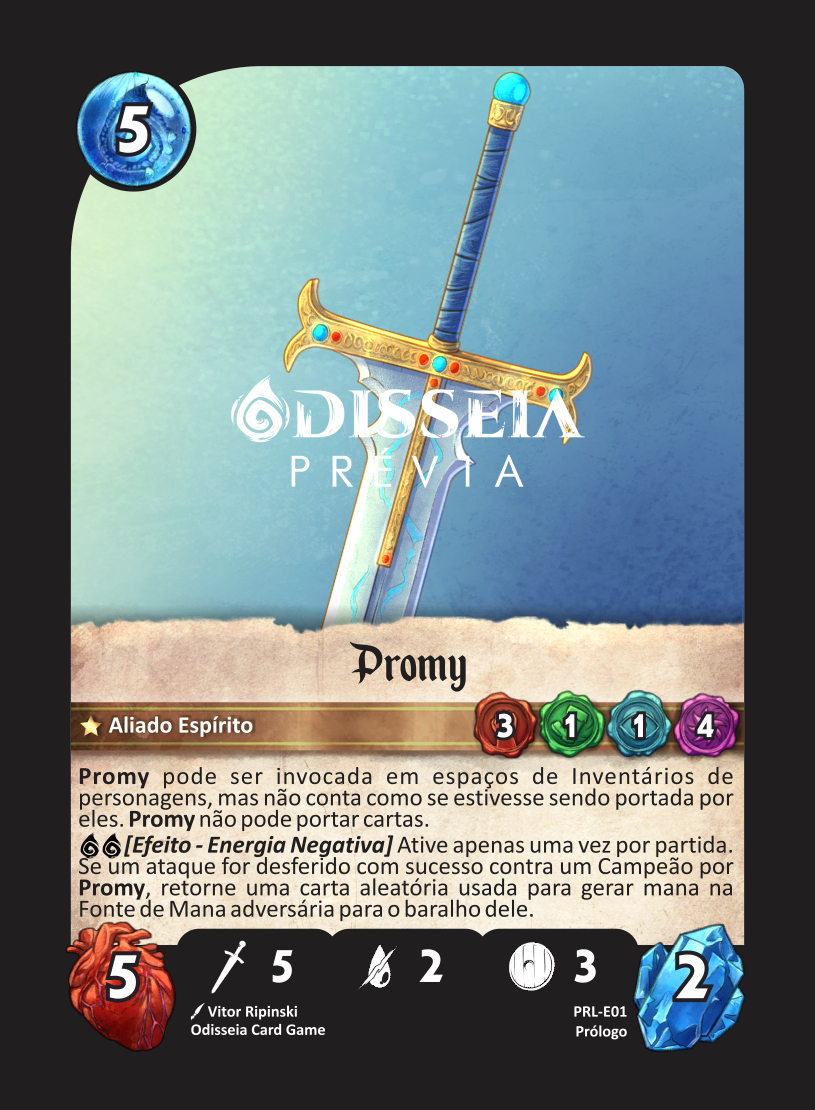 5
ODISSEIA
PRÉVIA
Promy
Aliado Espírito
3 1 1 4
Promy pode ser invocada em espaços de Inventários de
personagens, mas não conta como se estivesse sendo portada por
eles. Promy não pode portar cartas.
[Efeito - Energia Negativa] Ative apenas uma vez por partida.
Se um ataque for desferido com sucesso contra um Campeão por
Promy, retorne uma carta aleatória usada para gerar mana na
Fonte de Mana adversária para o baralho dele.
5 5 2 3 2
Vitor Ripinski
Odisseia Card Game
PRL-E01
Prólogo